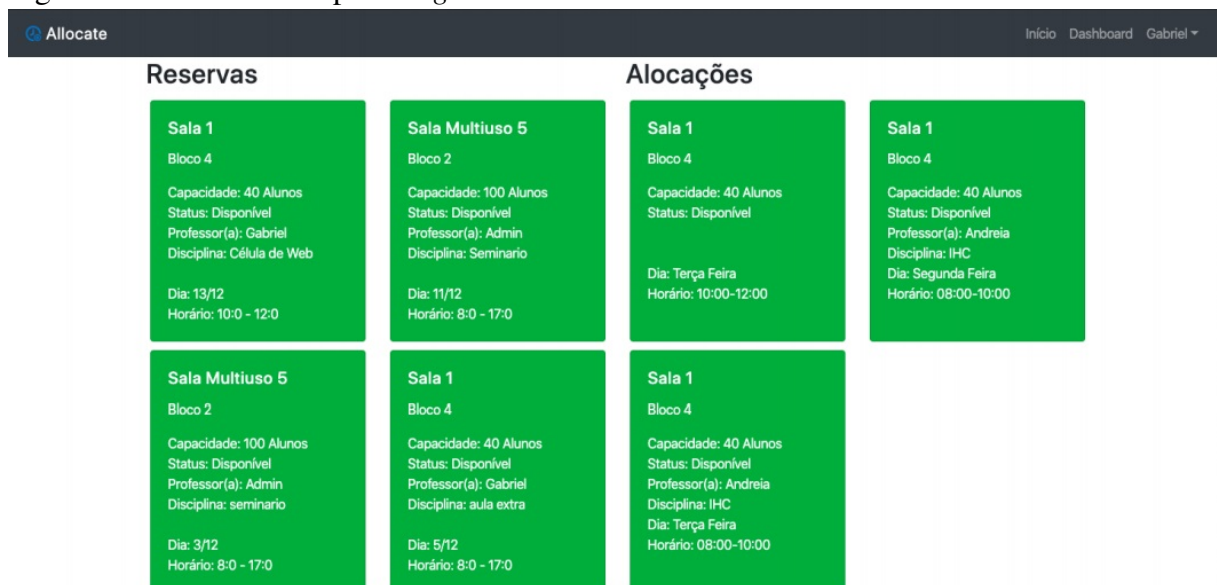 Allocate
Início Dashboard Gabriel
Reservas
Alocações
Sala 1
Bloco 4
Capacidade: 40 Alunos
Status: Disponível
Professor(a): Gabriel
Disciplina: Célula de Web
Dia: 13/12
Horário: 10:0 - 12:0
Sala Multiuso 5
Bloco 2
Capacidade: 100 Alunos
Status: Disponível
Professor(a): Admin
Disciplina: Seminario
Dia: 11/12
Horário: 8:0 - 17:0
Sala 1
Bloco 4
Capacidade: 40 Alunos
Status: Disponível
Dia: Terça Feira
Horário: 10:00-12:00
Sala 1
Bloco 4
Capacidade: 40 Alunos
Status: Disponível
Professor(a): Andreia
Disciplina: IHC
Dia: Segunda Feira
Horário: 08:00-10:00
Sala Multiuso 5
Bloco 2
Capacidade: 100 Alunos
Status: Disponível
Professor(a): Admin
Disciplina: seminario
Dia: 3/12
Horário: 8:0 - 17:0
Sala 1
Bloco 4
Capacidade: 40 Alunos
Status: Disponível
Professor(a): Gabriel
Disciplina: aula extra
Dia: 5/12
Horário: 8:0 - 17:0
Sala 1
Bloco 4
Capacidade: 40 Alunos
Status: Disponível
Professor(a): Andreia
Disciplina: IHC
Dia: Terça Feira
Horário: 08:00-10:00